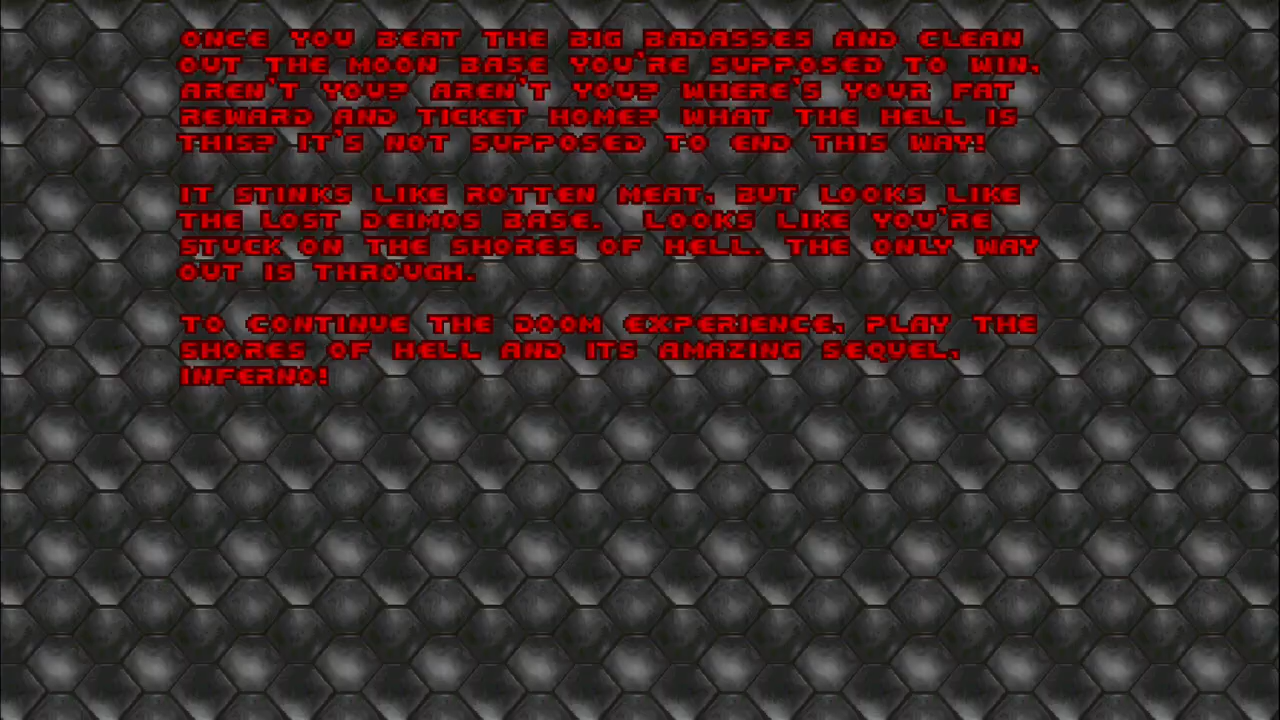 ONCE YOU BEAT THE BIG BADASSES AND CLEAN
OUT THE MOON BASE YOU'RE SUPPOSED TO WIN,
AREN'T YOU? AREN'T YOU? WHERE'S YOUR FAT
REWARD AND TICKET HOME? WHAT THE HELL IS
THIS? IT'S NOT SUPPOSED TO END THIS WAY!
IT STINKS LIKE ROTTEN MEAT, BUT LOOKS LIKE
THE LOST DEIMOS BASE.  LOOKS LIKE YOU'RE
STUCK ON THE SHORES OF HELL. THE ONLY WAY
OUT IS THROUGH.
TO CONTINUE THE DOOM EXPERIENCE, PLAY THE
SHORES OF HELL AND ITS AMAZING SEQUEL,
INFERNO!